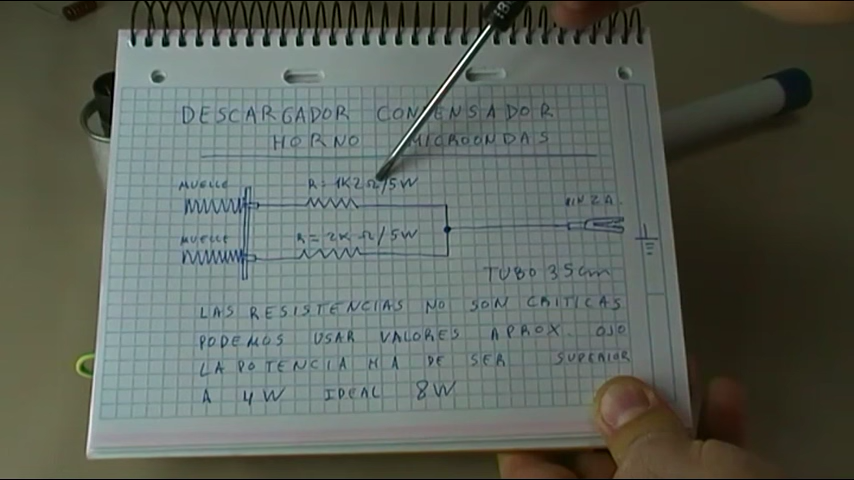 DESCARGADOR CONDENSADOR
HORNO MICROONDAS
MUELLE R= 1K2Ω/5W
PINZA.
MUELLE R= 2K Ω/5W
TUBO 35cm
LAS RESISTENCIAS NO SON CRITICAS
PODEMOS USAR VALORES APROX. OJO
LA POTENCIA HA DE SER SUPERIOR
A 4W IDEAL 8W